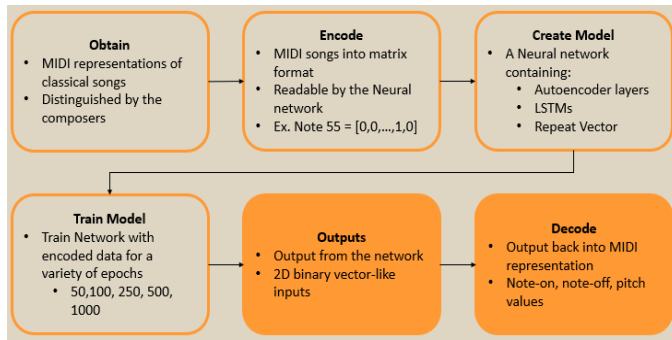 Obtain
• MIDI representations of
classical songs
• Distinguished by the
composers
Encode
• MIDI songs into matrix
format
• Readable by the Neural
network
• Ex. Note 55 = [0,0,...,1,0]
Create Model
• A Neural network
containing:
• Autoencoder layers
• LSTMs
• Repeat Vector
Train Model
• Train Network with
encoded data for a
variety of epochs
• 50,100, 250, 500,
1000
Outputs
• Output from the network
• 2D binary vector-like
inputs
Decode
• Output back into MIDI
representation
• Note-on, note-off, pitch
values